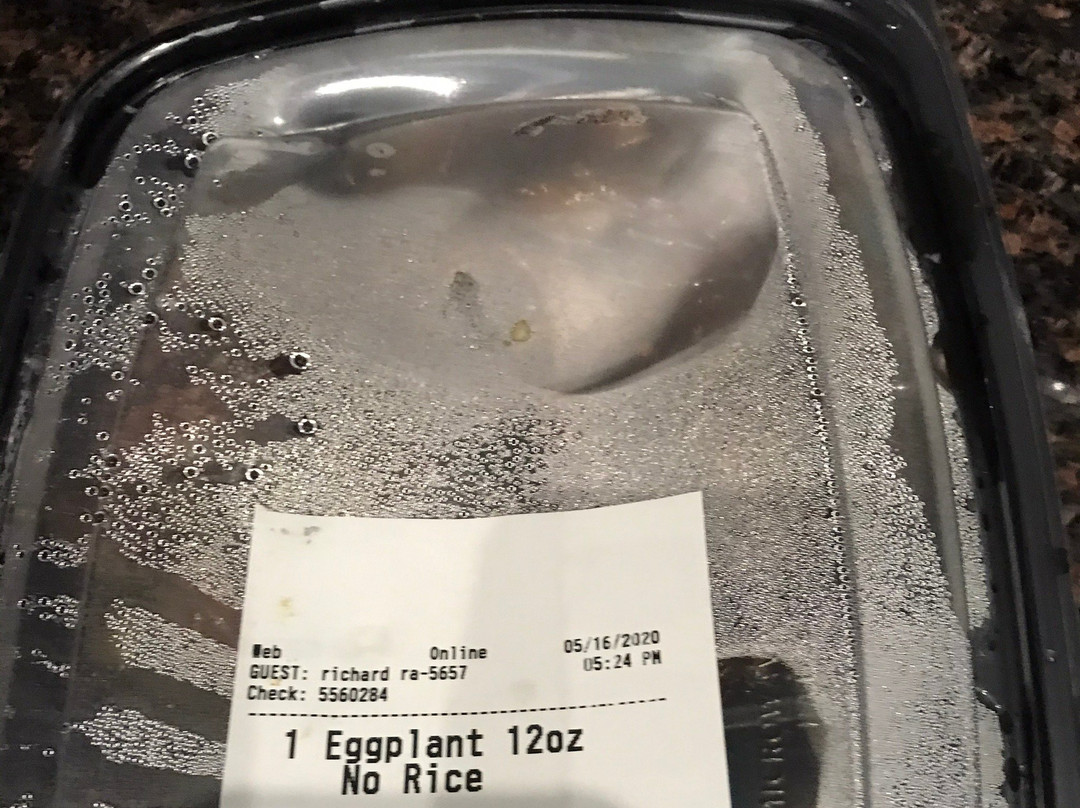 Web Online 05/16/2020
05:24 PM
GUEST: richard ra-5657
Check: 5560284
1 Eggplant 12oz
No Rice